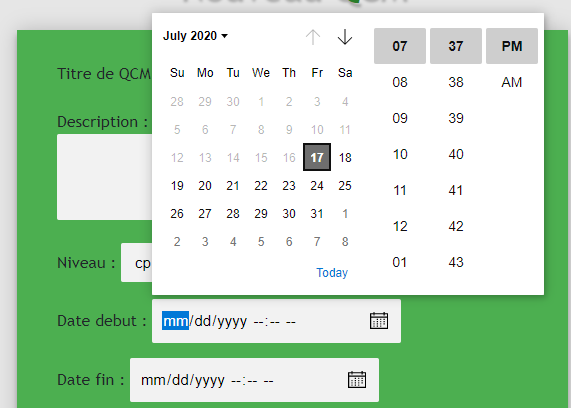 Nouveau Qcm
July 2020
07 37 PM
Su Mo Tu We Th Fr Sa
08 38 AM
28 29 30 1 2 3 4
09 39
5 6 7 8 9 10 11
10 40
12 13 14 15 16 17 18
11 41
19 20 21 22 23 24 25
12 42
26 27 28 29 30 31 1
01 43
2 3 4 5 6 7 8
Today
Titre de QCM
Description :
Niveau : cp
Date debut : mm/dd/yyyy --:-- --
Date fin : mm/dd/yyyy --:-- --